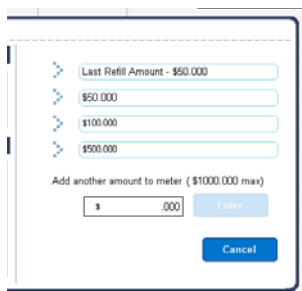 Last Refill Amount - $50.000
$50.000
$100.000
$500.000
Add another amount to meter ( $1000.000 max)
$ .000 Enter
Cancel